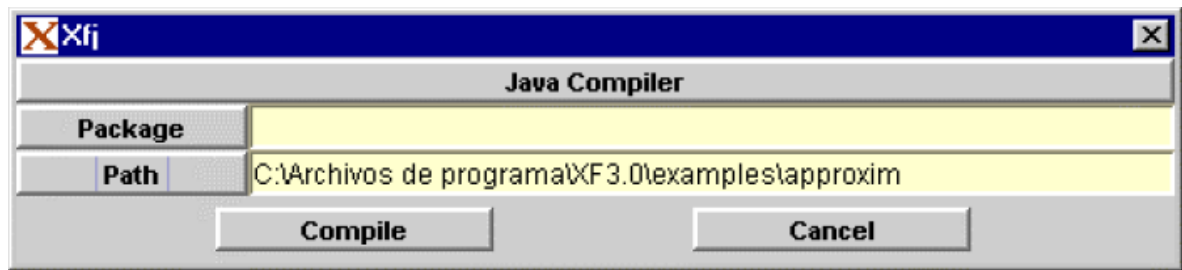 Xfj
Java Compiler
Package
Path C:\Archivos de programa\XF3.0\examples\approxim
Compile Cancel